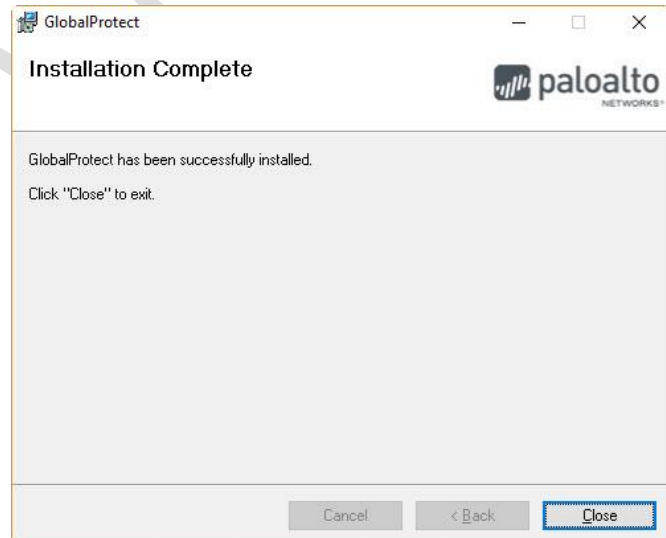 GlobalProtect
Installation Complete
paloalto
NETWORKS®
GlobalProtect has been successfully installed.
Click "Close" to exit.
Cancel
< Back
Close